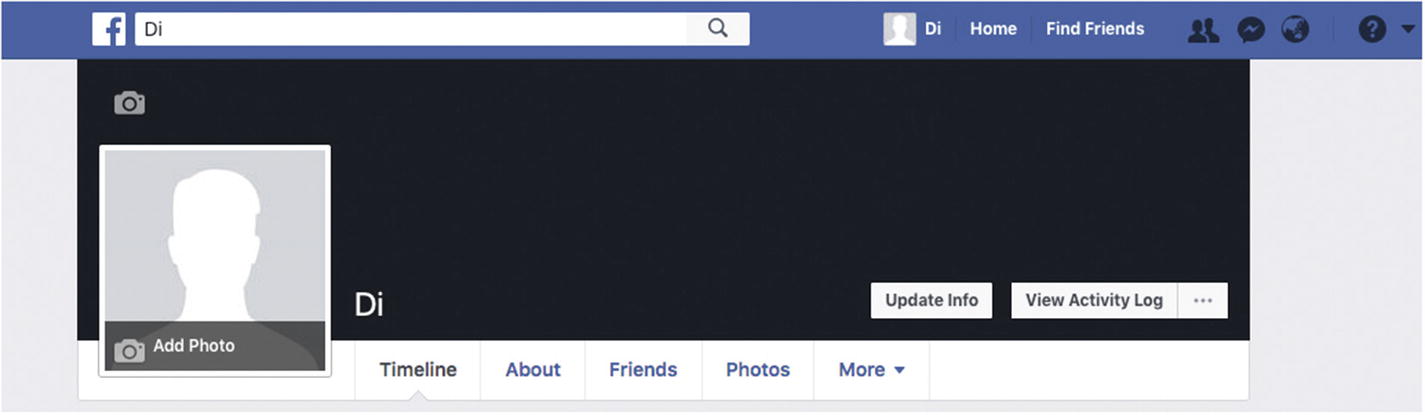 f Di Di Home Find Friends ?
Di
Update Info View Activity Log ...
Add Photo
Timeline About Friends Photos More